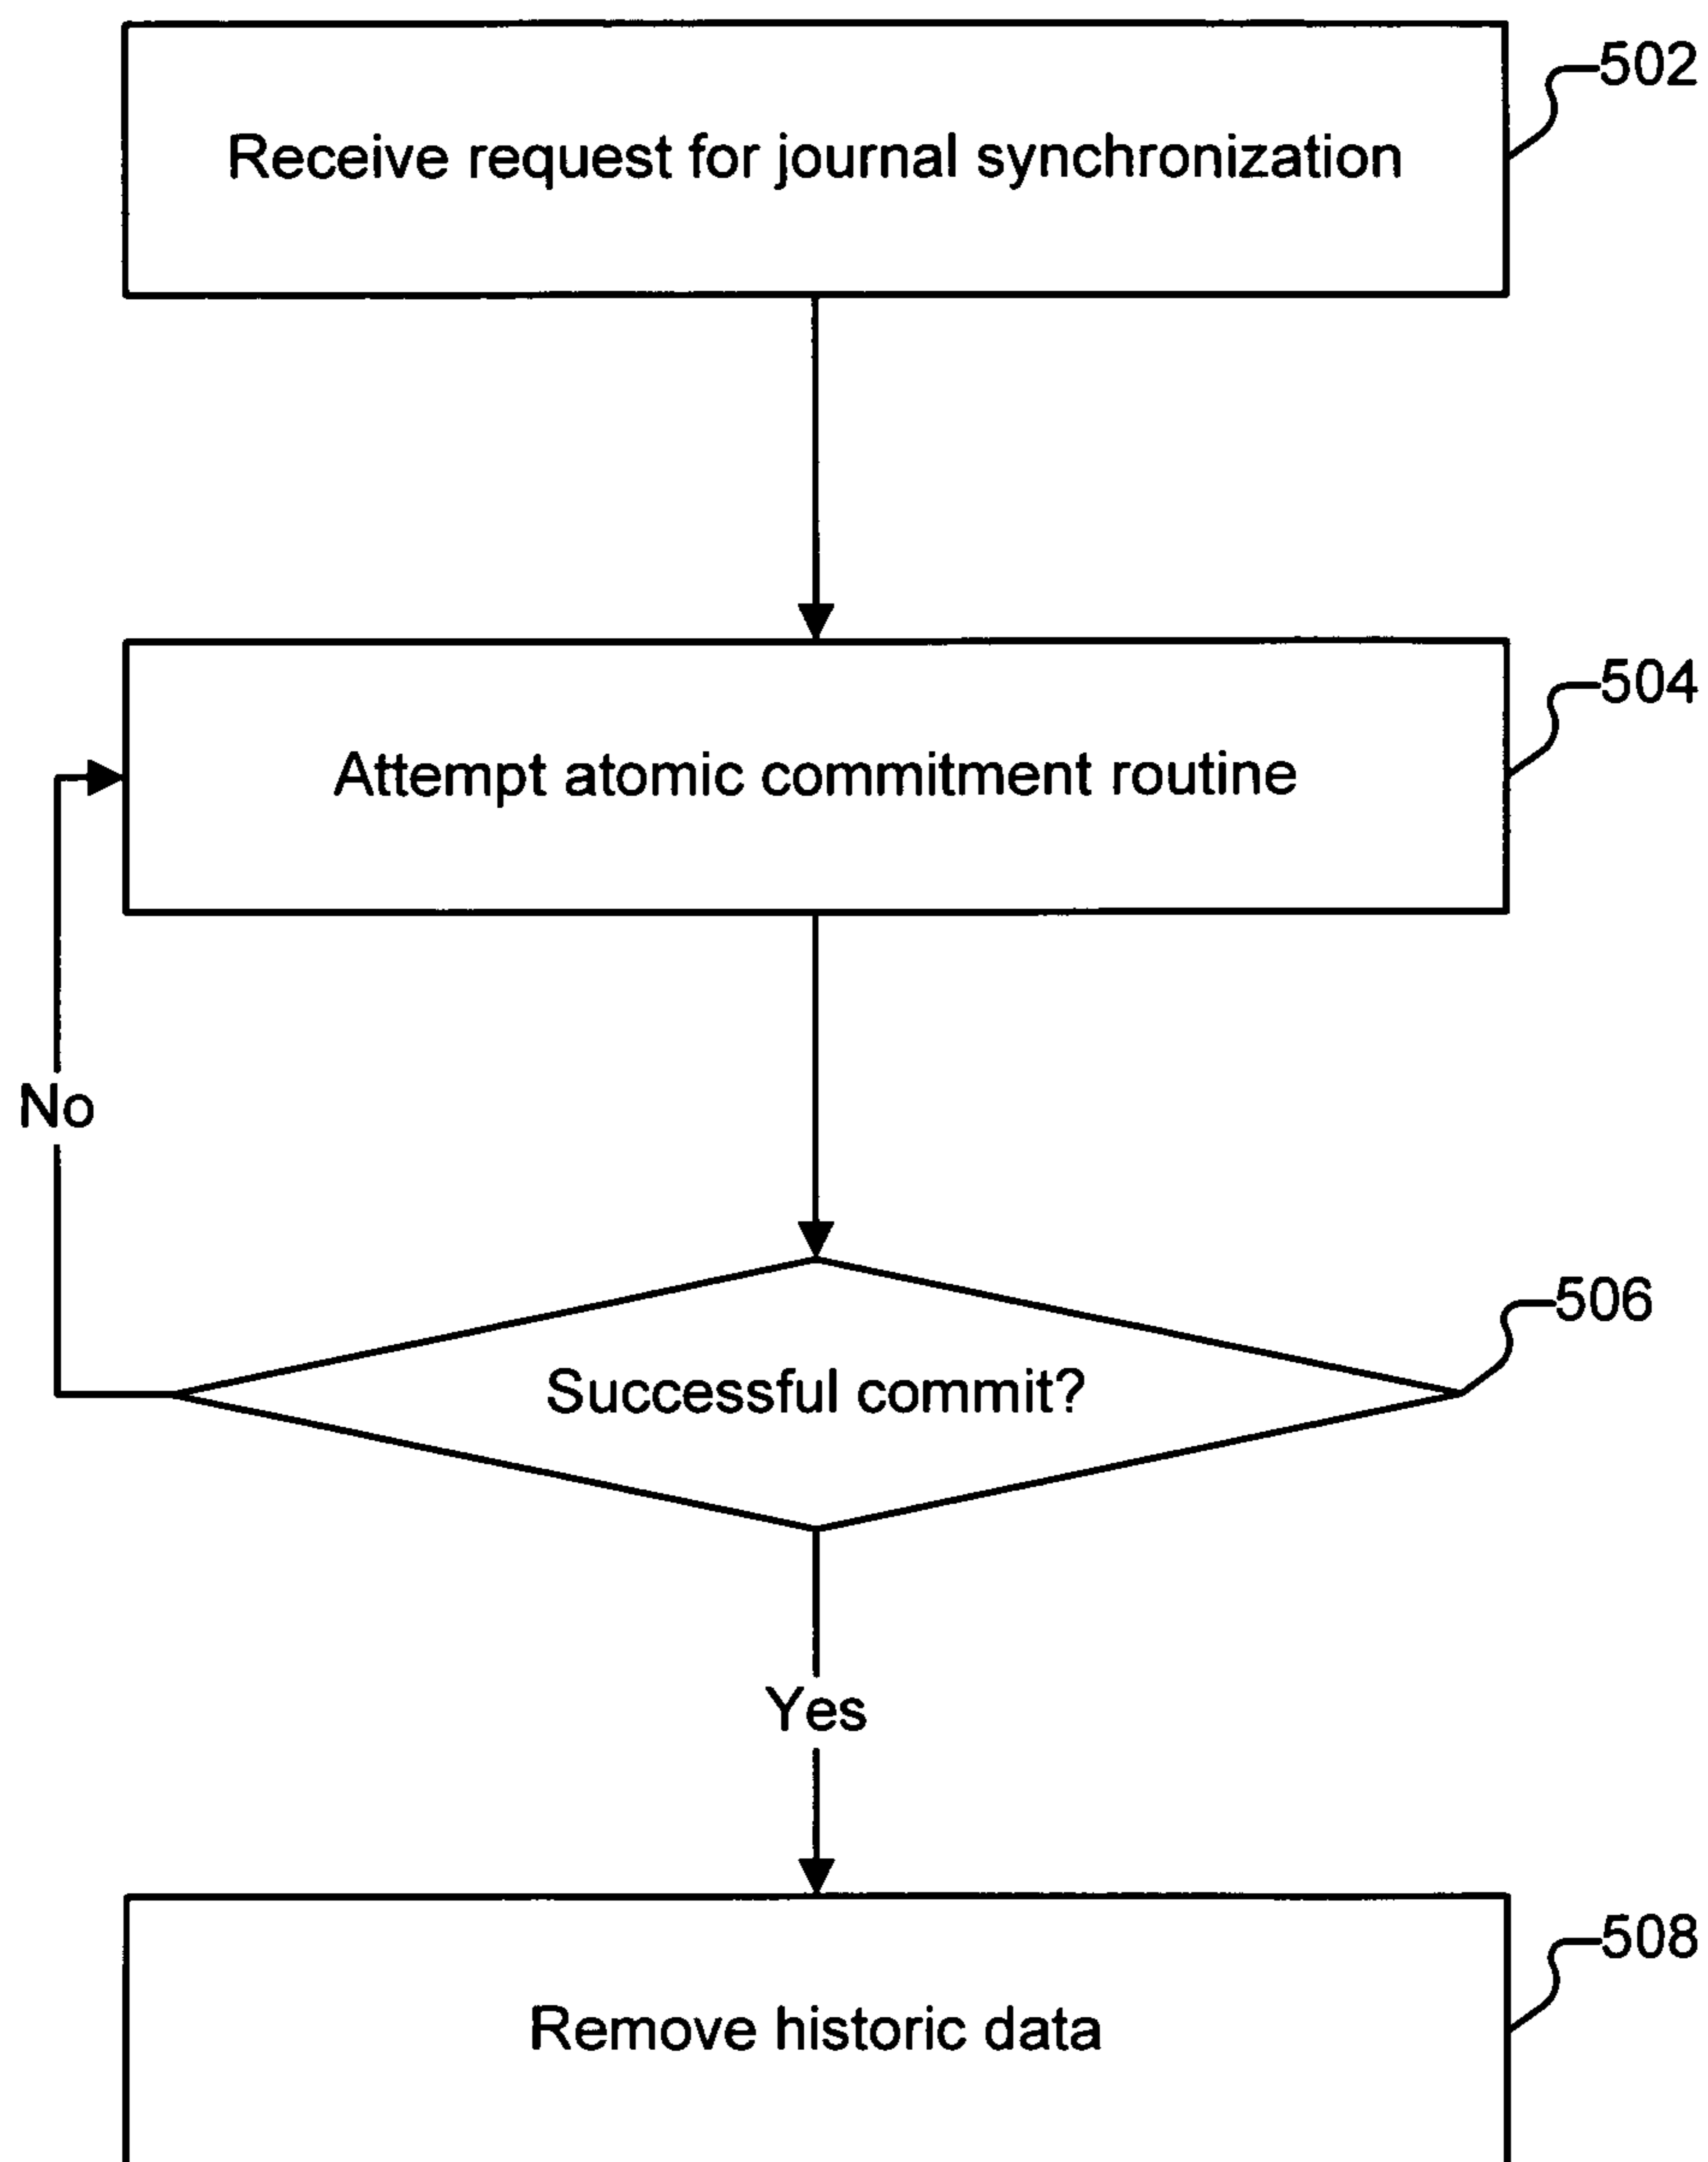 502
Receive request for journal synchronization
504
Attempt atomic commitment routine
No
506
Successful commit?
Yes
508
Remove historic data